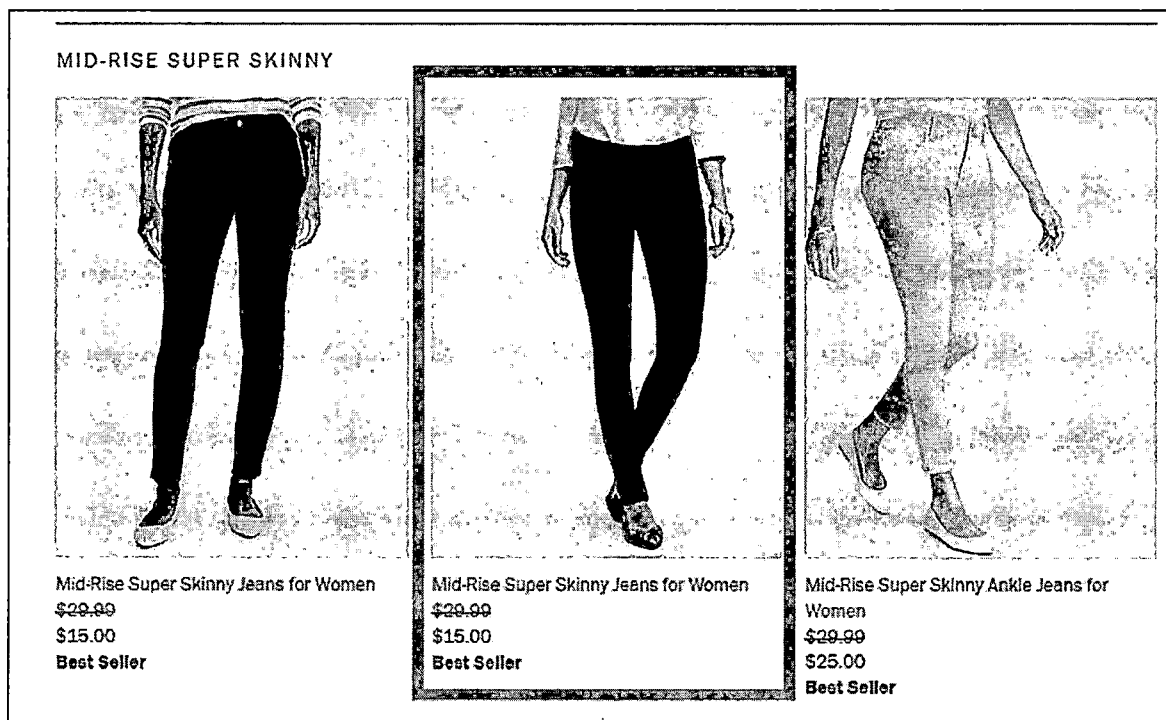 MID-RISE SUPER SKINNY
Mid-Rise Super Skinny Jeans for Women
$29.99
$15.00
Best Seller
Mid-Rise Super Skinny Jeans for Women
$29.99
$15.00
Best Seller
Mid-Rise Super Skinny Ankle Jeans for
Women
$29.99
$25.00
Best Seller